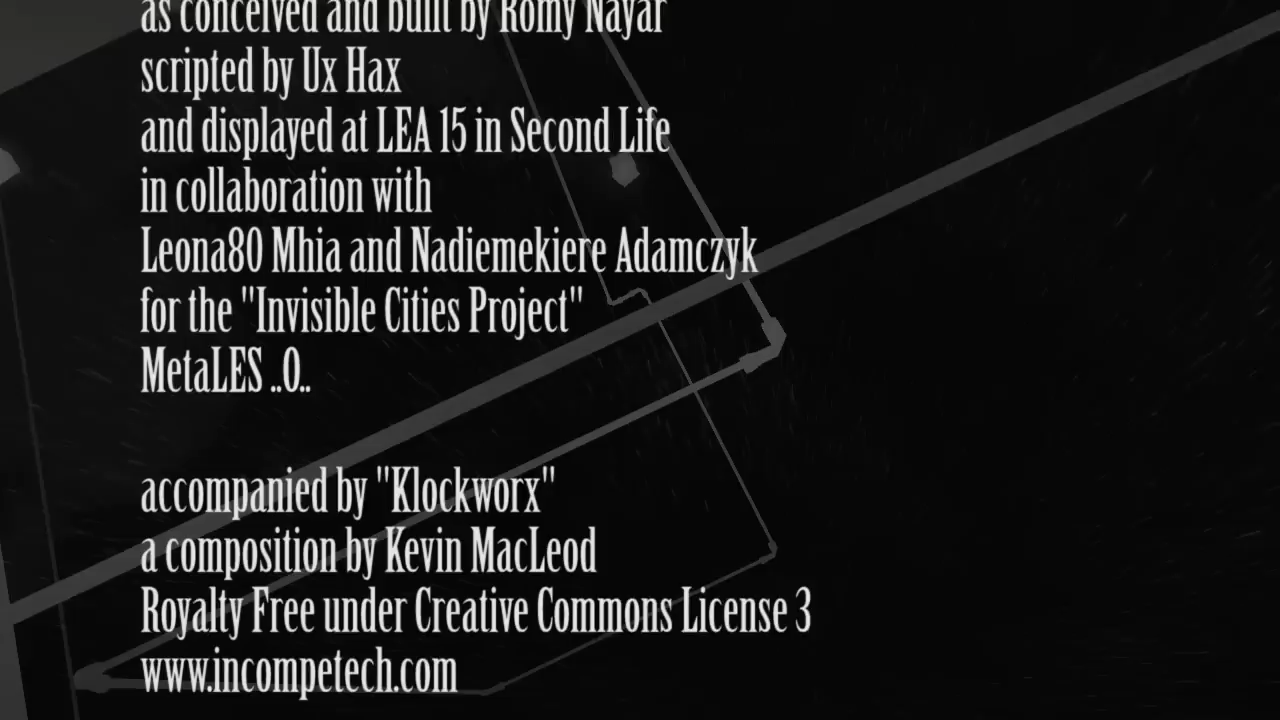 as conceived and built by Romy Nayar
scripted by Ux Hax
and displayed at LEA 15 in Second Life
in collaboration with
Leona80 Mhia and Nadiemekiere Adamczyk
for the "Invisible Cities Project"
MetaLES ..O..
accompanied by "Klockworx"
a composition by Kevin MacLeod
Royalty Free under Creative Commons License 3
www.incompetech.com